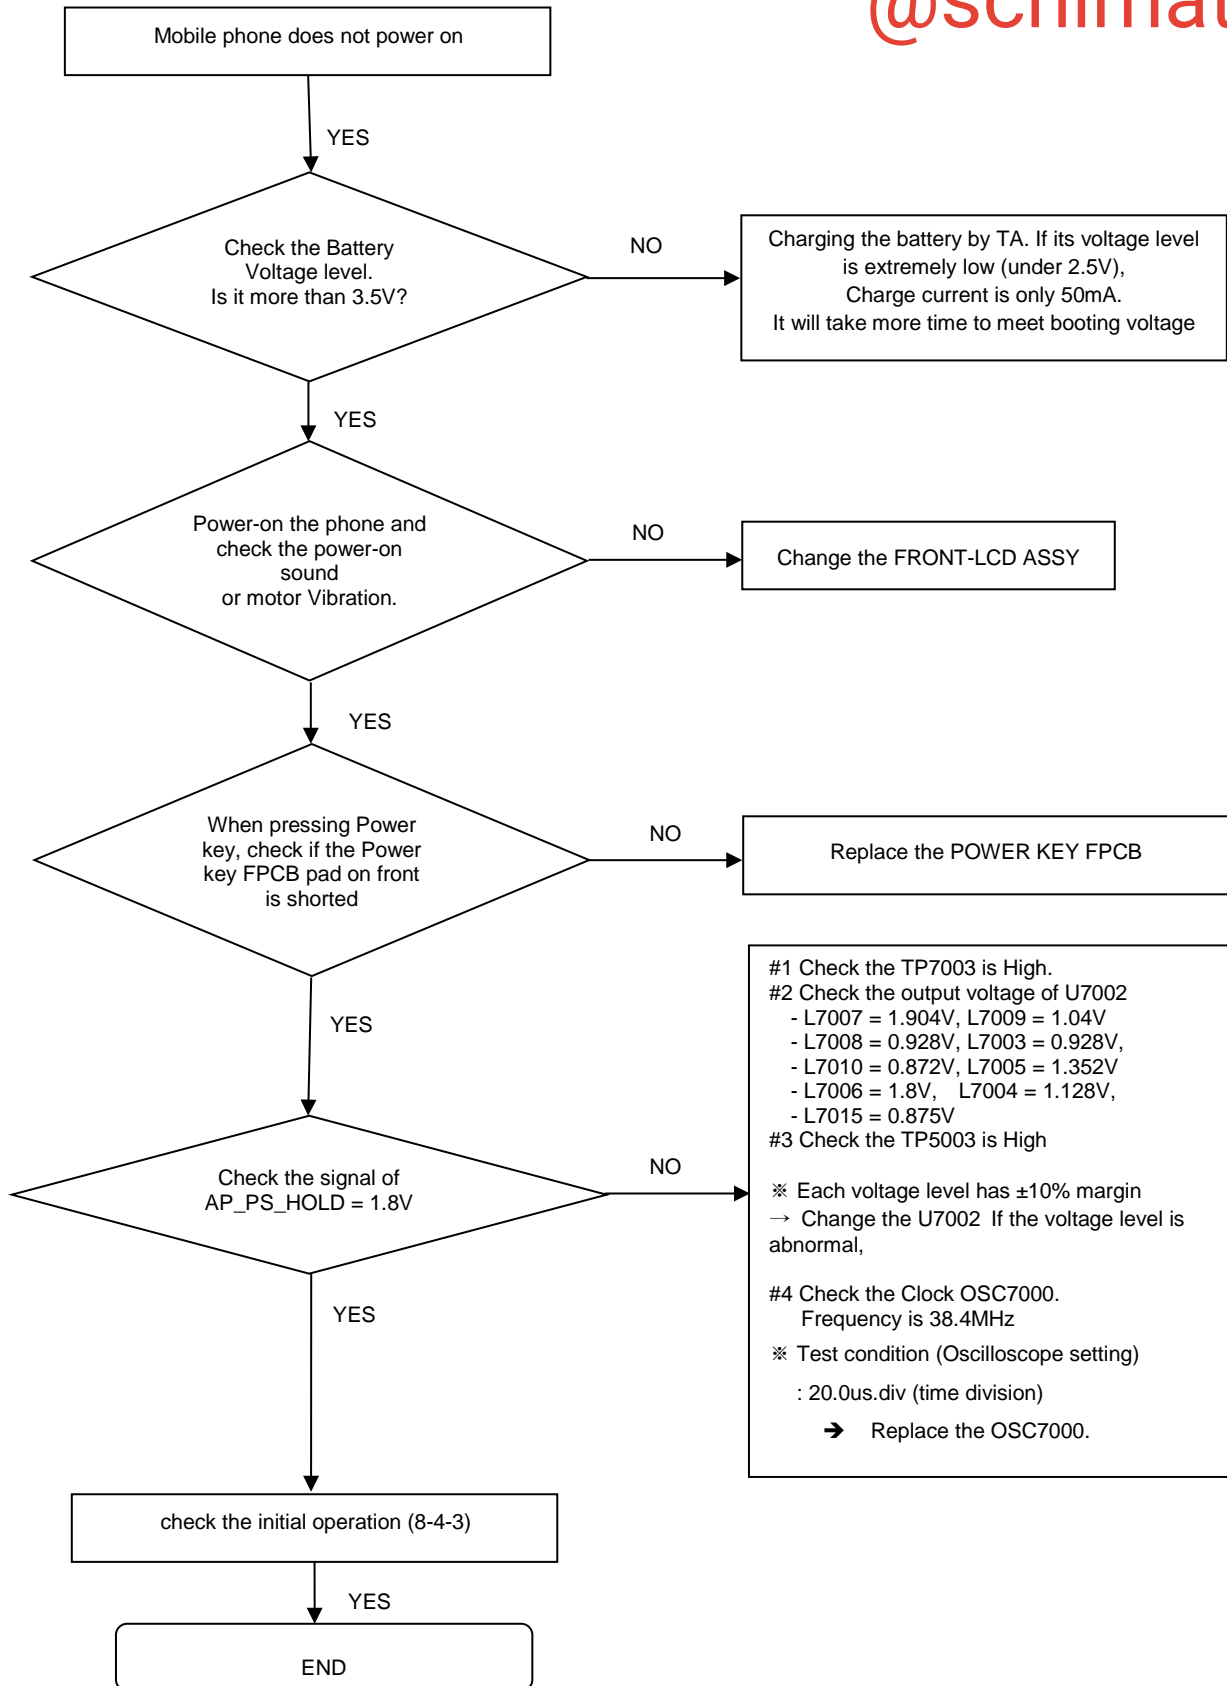 @schimat
Mobile phone does not power on
YES
Check the Battery
Voltage level.
Is it more than 3.5V?
NO
Charging the battery by TA. If its voltage level
is extremely low (under 2.5V),
Charge current is only 50mA.
It will take more time to meet booting voltage
YES
Power-on the phone and
check the power-on
sound
or motor Vibration.
NO
Change the FRONT-LCD ASSY
YES
When pressing Power
key, check if the Power
key FPCB pad on front
is shorted
NO
Replace the POWER KEY FPCB
YES
Check the signal of
AP_PS_HOLD = 1.8V
NO
#1 Check the TP7003 is High.
#2 Check the output voltage of U7002
- L7007 = 1.904V, L7009 = 1.04V
- L7008 = 0.928V, L7003 = 0.928V,
- L7010 = 0.872V, L7005 = 1.352V
- L7006 = 1.8V, L7004 = 1.128V,
- L7015 = 0.875V
#3 Check the TP5003 is High
※ Each voltage level has ±10% margin
→ Change the U7002 If the voltage level is
abnormal,
#4 Check the Clock OSC7000.
Frequency is 38.4MHz
※ Test condition (Oscilloscope setting)
: 20.0us.div (time division)
➔ Replace the OSC7000.
YES
check the initial operation (8-4-3)
YES
END